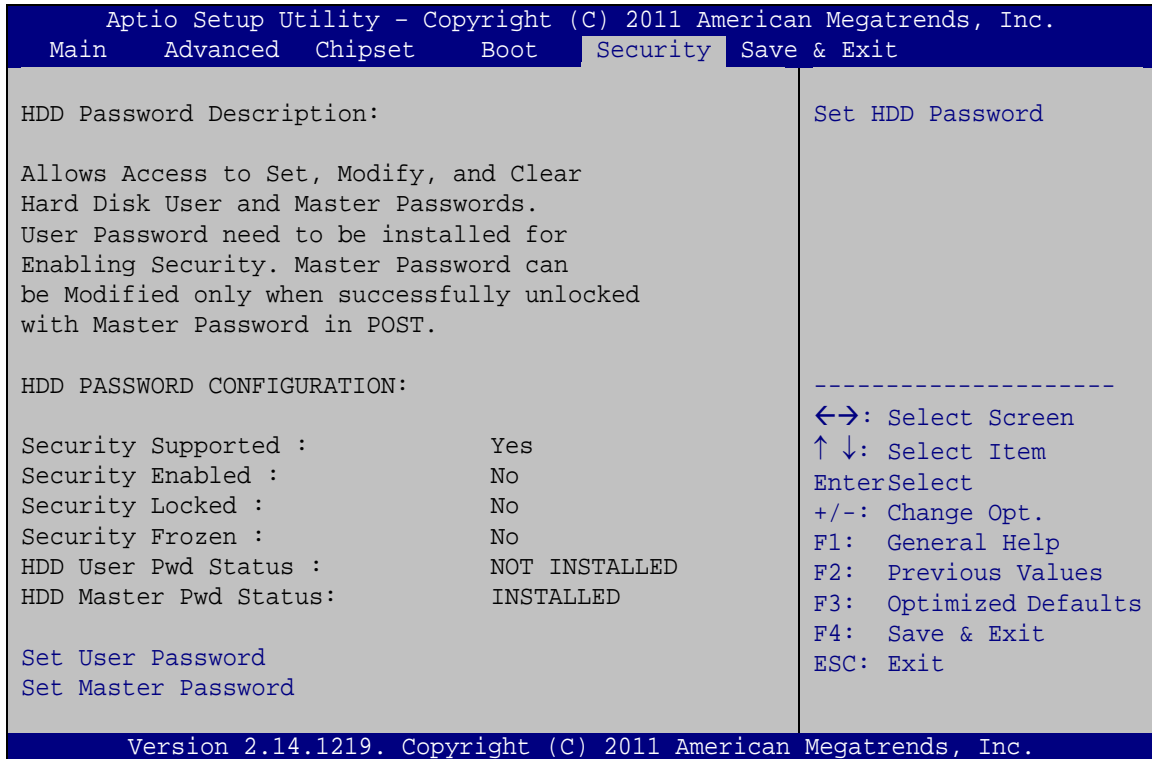 Aptio Setup Utility – Copyright (C) 2011 American Megatrends, Inc.
Main Advanced Chipset Boot Security Save & Exit
HDD Password Description:
Allows Access to Set, Modify, and Clear
Hard Disk User and Master Passwords.
User Password need to be installed for
Enabling Security. Master Password can
be Modified only when successfully unlocked
with Master Password in POST.
HDD PASSWORD CONFIGURATION:
Security Supported : Yes
Security Enabled : No
Security Locked : No
Security Frozen : No
HDD User Pwd Status : NOT INSTALLED
HDD Master Pwd Status: INSTALLED
Set User Password
Set Master Password
Set HDD Password
---------------------
←→: Select Screen
↑ ↓: Select Item
EnterSelect
+/-: Change Opt.
F1: General Help
F2: Previous Values
F3: Optimized Defaults
F4: Save & Exit
ESC: Exit
Version 2.14.1219. Copyright (C) 2011 American Megatrends, Inc.